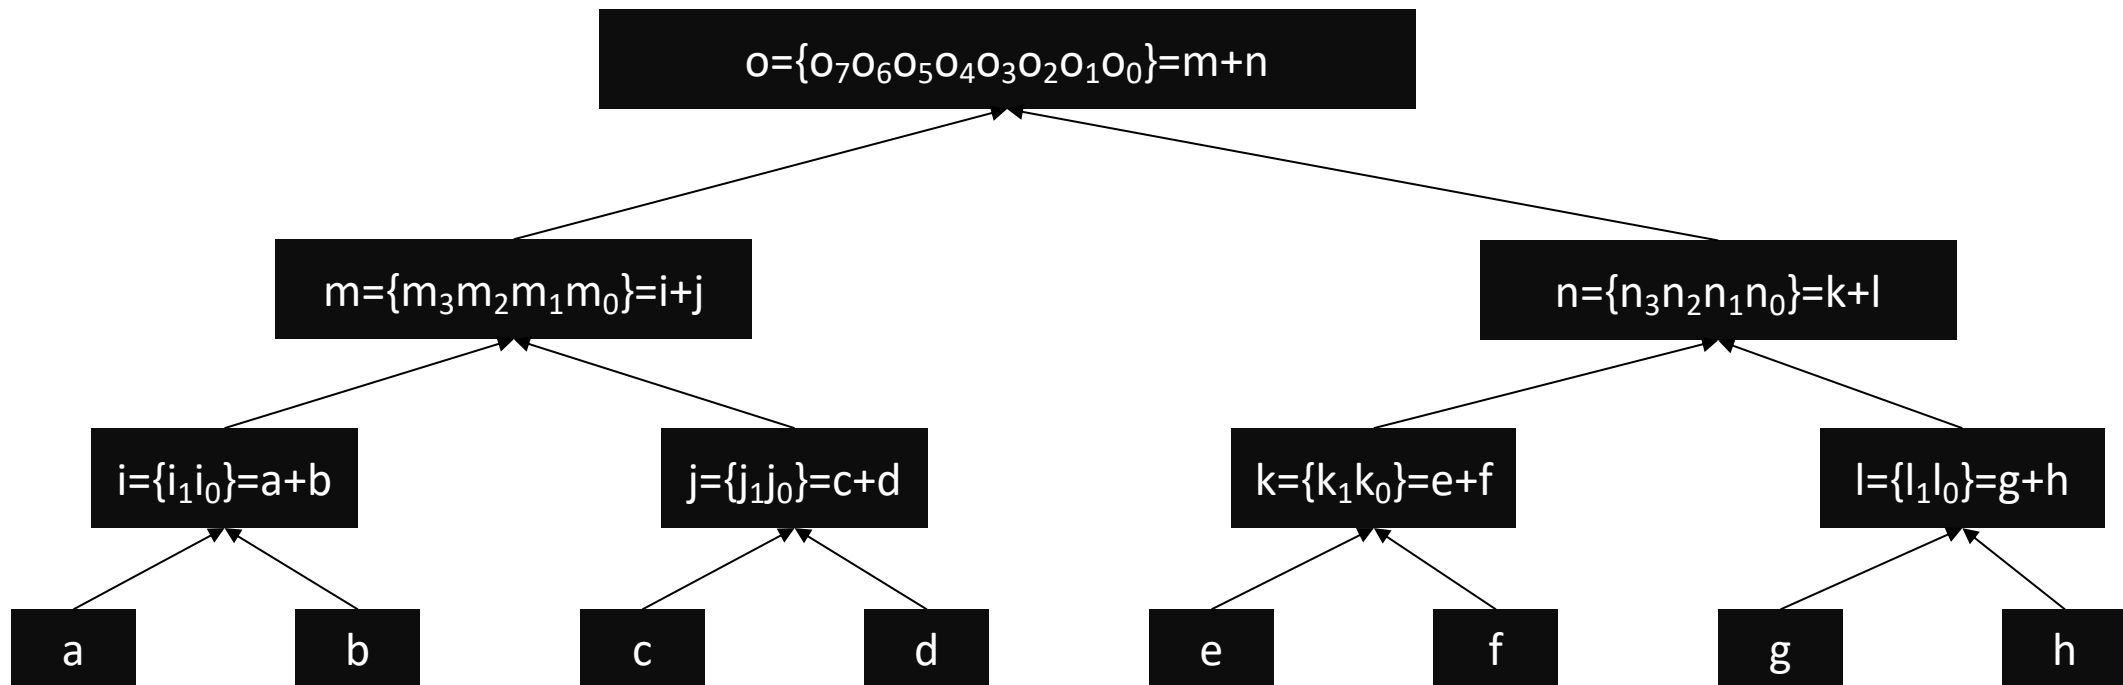 o={o₇o₆o₅o₄o₃o₂o₁o₀}=m+n
m={m₃m₂m₁m₀}=i+j
n={n₃n₂n₁n₀}=k+l
i={i₁i₀}=a+b
j={j₁j₀}=c+d
k={k₁k₀}=e+f
l={l₁l₀}=g+h
a
b
c
d
e
f
g
h